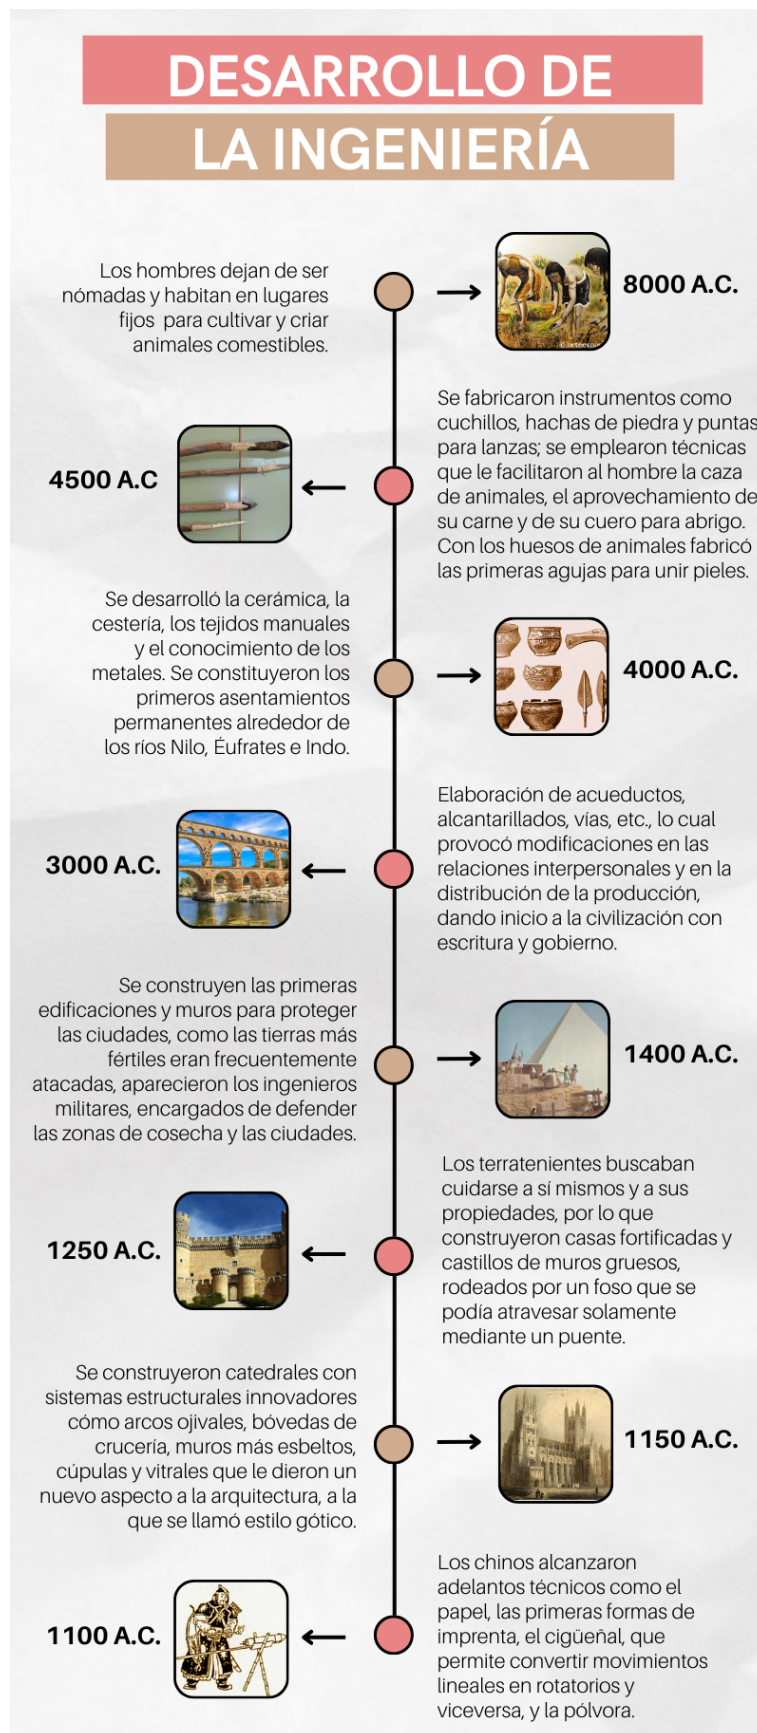 DESARROLLO DE
LA INGENIERÍA
Los hombres dejan de ser
nómadas y habitan en lugares
fijos para cultivar y criar
animales comestibles.
8000 A.C.
4500 A.C
Se fabricaron instrumentos como
cuchillos, hachas de piedra y puntas
para lanzas; se emplearon técnicas
que le facilitaron al hombre la caza
de animales, el aprovechamiento de
su carne y de su cuero para abrigo.
Con los huesos de animales fabricó
las primeras agujas para unir pieles.
Se desarrolló la cerámica, la
cestería, los tejidos manuales
y el conocimiento de los
metales. Se constituyeron los
primeros asentamientos
permanentes alrededor de
los ríos Nilo, Éufrates e Indo.
4000 A.C.
3000 A.C.
Elaboración de acueductos,
alcantarillados, vías, etc., lo cual
provocó modificaciones en las
relaciones interpersonales y en la
distribución de la producción,
dando inicio a la civilización con
escritura y gobierno.
Se construyen las primeras
edificaciones y muros para proteger
las ciudades, como las tierras más
fértiles eran frecuentemente
atacadas, aparecieron los ingenieros
militares, encargados de defender
las zonas de cosecha y las ciudades.
1400 A.C.
1250 A.C.
Los terratenientes buscaban
cuidarse a sí mismos y a sus
propiedades, por lo que
construyeron casas fortificadas y
castillos de muros gruesos,
rodeados por un foso que se
podía atravesar solamente
mediante un puente.
Se construyeron catedrales con
sistemas estructurales innovadores
cómo arcos ojivales, bóvedas de
crucería, muros más esbeltos,
cúpulas y vitrales que le dieron un
nuevo aspecto a la arquitectura, a la
que se llamó estilo gótico.
1150 A.C.
1100 A.C.
Los chinos alcanzaron
adelantos técnicos como el
papel, las primeras formas de
imprenta, el cigüeñal, que
permite convertir movimientos
lineales en rotatorios y
viceversa, y la pólvora.